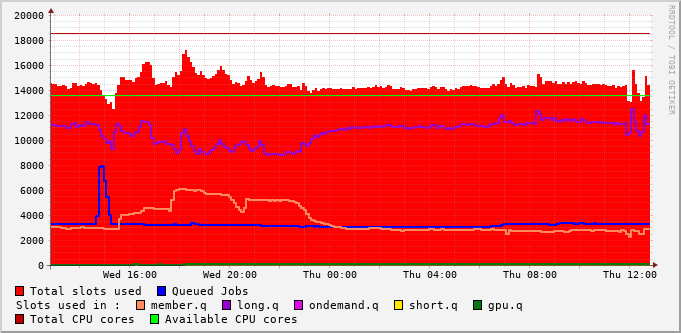 20000
18000
16000
14000
12000
10000
8000
6000
4000
2000
0
Wed 16:00 Wed 20:00 Thu 00:00 Thu 04:00 Thu 08:00 Thu 12:00
RRDTOOL / TOBI OETIKER
Total slots used Queued Jobs
Slots used in : member.q long.q ondemand.q short.q gpu.q
Total CPU cores Available CPU cores